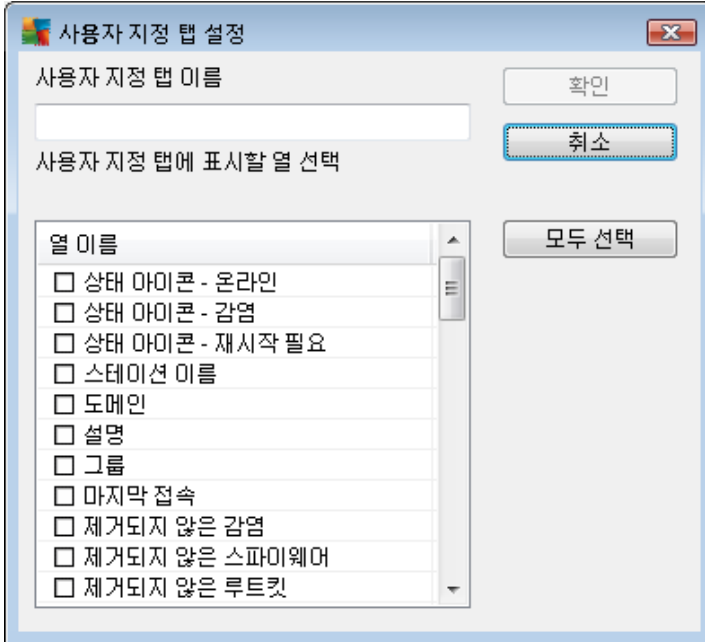 사용자 지정 탭 설정
사용자 지정 탭 이름
확인
취소
사용자 지정 탭에 표시할 열 선택
모두 선택
열 이름
상태 아이콘 - 온라인
상태 아이콘 - 감염
상태 아이콘 - 재시작 필요
스테이션 이름
도메인
설명
그룹
마지막 접속
제거되지 않은 감염
제거되지 않은 스파이웨어
제거되지 않은 루트킷